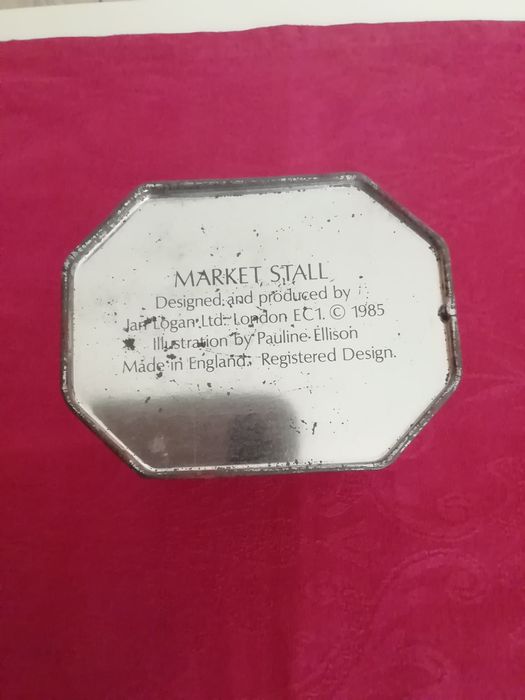 MARKET STALL
Designed and produced by
Ian Logan Ltd. London EC1. © 1985
Illustration by Pauline Ellison
Made in England. Registered Design.